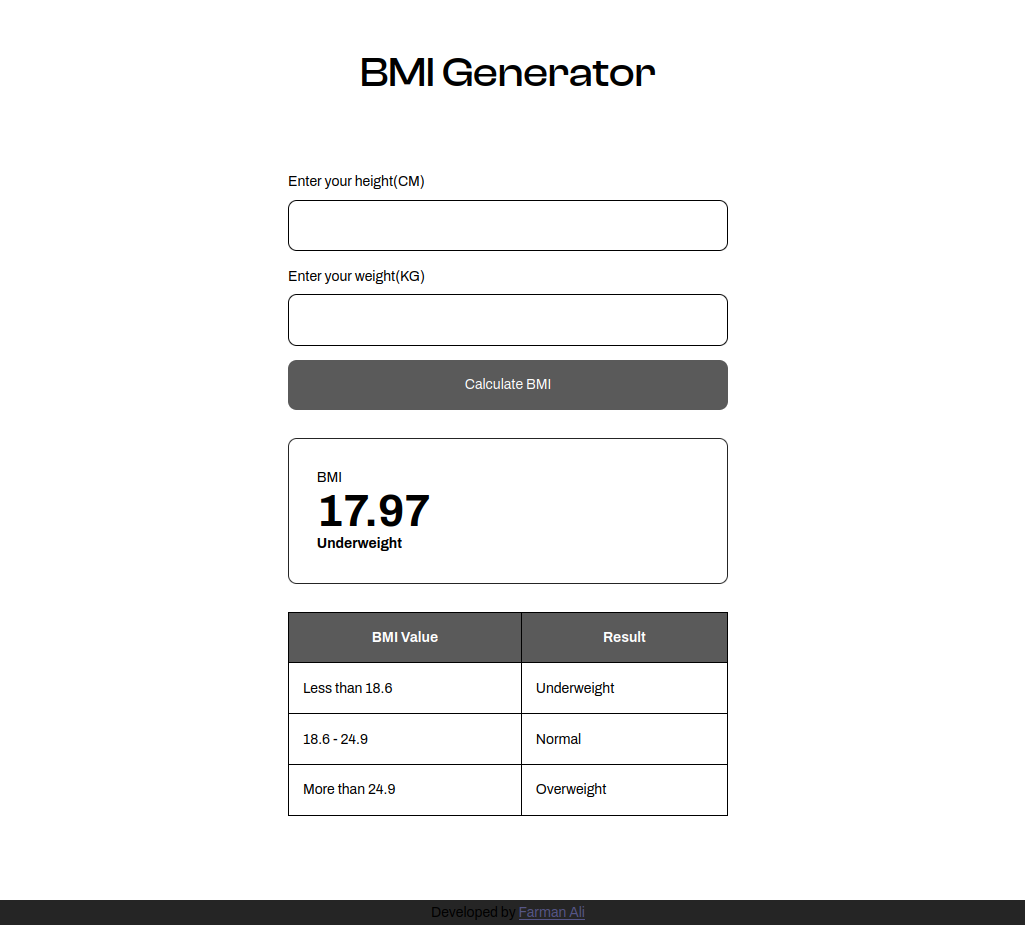 BMI Generator
Enter your height(CM)
Enter your weight(KG)
Calculate BMI
BMI
17.97
Underweight
BMI Value Result
Less than 18.6 Underweight
18.6 - 24.9 Normal
More than 24.9 Overweight
Developed by Farman Ali